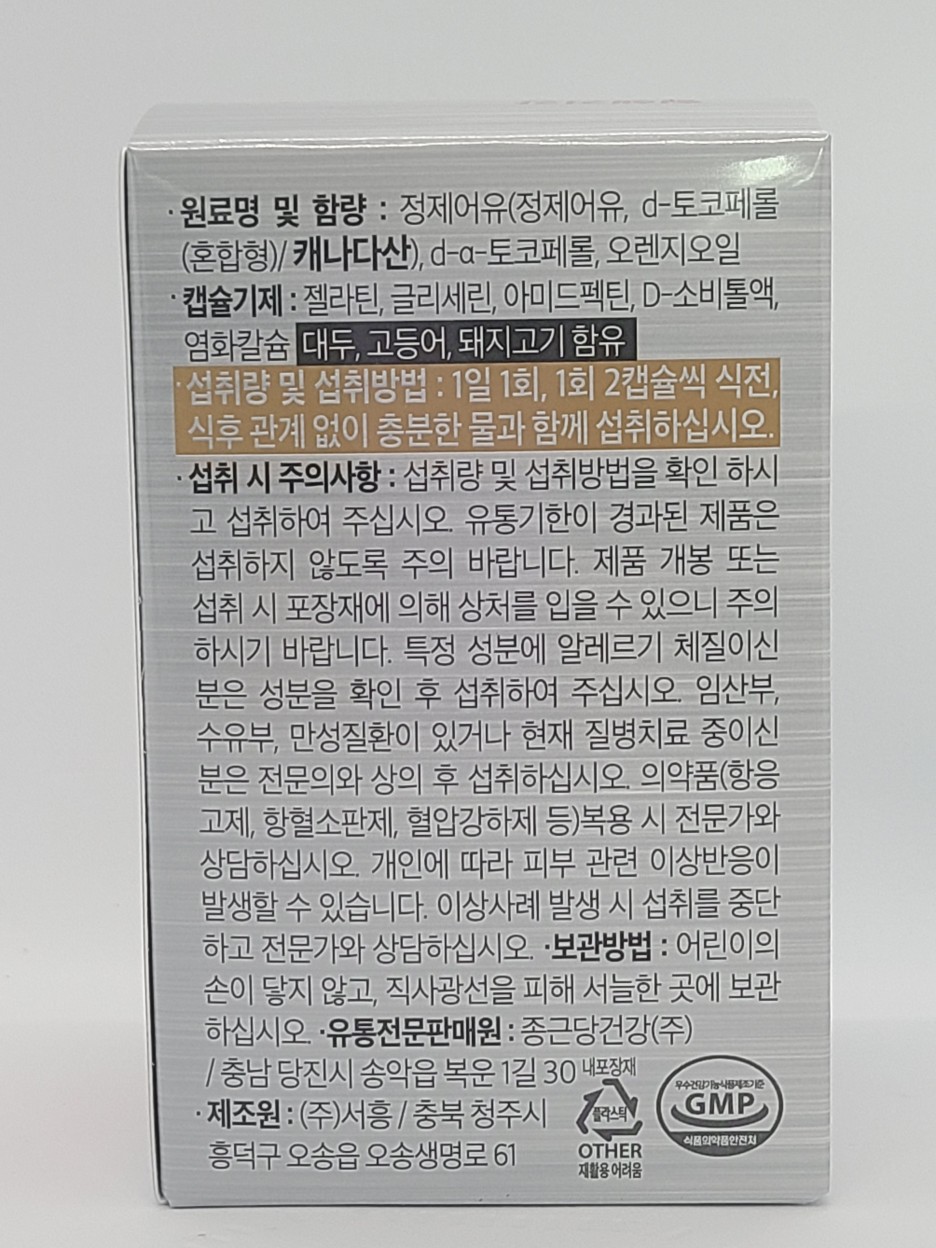 ·원료명 및 함량 : 정제어유(정제어유, d-토코페롤
(혼합형)/ 캐나다산), d-α-토코페롤, 오렌지오일
·캡슐기제 : 젤라틴, 글리세린, 아미드펙틴, D-소비톨액,
염화칼슘 대두, 고등어, 돼지고기 함유
·섭취량 및 섭취방법 : 1일 1회, 1회 2캡슐씩 식전,
식후 관계 없이 충분한 물과 함께 섭취하십시오.
·섭취 시 주의사항 : 섭취량 및 섭취방법을 확인 하시
고 섭취하여 주십시오. 유통기한이 경과된 제품은
섭취하지 않도록 주의 바랍니다. 제품 개봉 또는
섭취 시 포장재에 의해 상처를 입을 수 있으니 주의
하시기 바랍니다. 특정 성분에 알레르기 체질이신
분은 성분을 확인 후 섭취하여 주십시오. 임산부,
수유부, 만성질환이 있거나 현재 질병치료 중이신
분은 전문의와 상의 후 섭취하십시오. 의약품(항응
고제, 항혈소판제, 혈압강하제 등)복용 시 전문가와
상담하십시오. 개인에 따라 피부 관련 이상반응이
발생할 수 있습니다. 이상사례 발생 시 섭취를 중단
하고 전문가와 상담하십시오. ·보관방법 : 어린이의
손이 닿지 않고, 직사광선을 피해 서늘한 곳에 보관
하십시오. ·유통전문판매원 : 종근당건강(주)
/ 충남 당진시 송악읍 복운 1길 30
·제조원 : (주)서흥 / 충북 청주시
흥덕구 오송읍 오송생명로 61
내포장재
플라스틱
OTHER
재활용 어려움
우수건강기능식품제조기준
GMP
식품의약품안전처